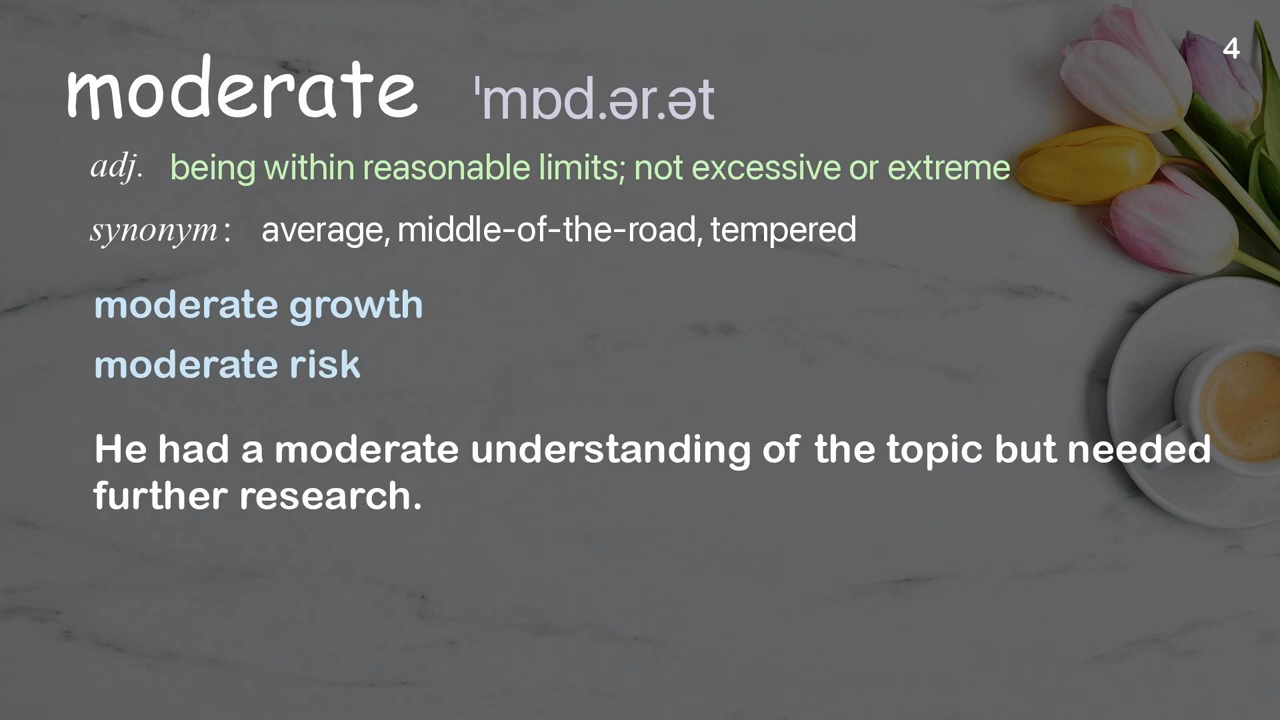 4
moderate ˈmɒd.ər.ət
adj. being within reasonable limits; not excessive or extreme
synonym: average, middle-of-the-road, tempered
moderate growth
moderate risk
He had a moderate understanding of the topic but needed
further research.